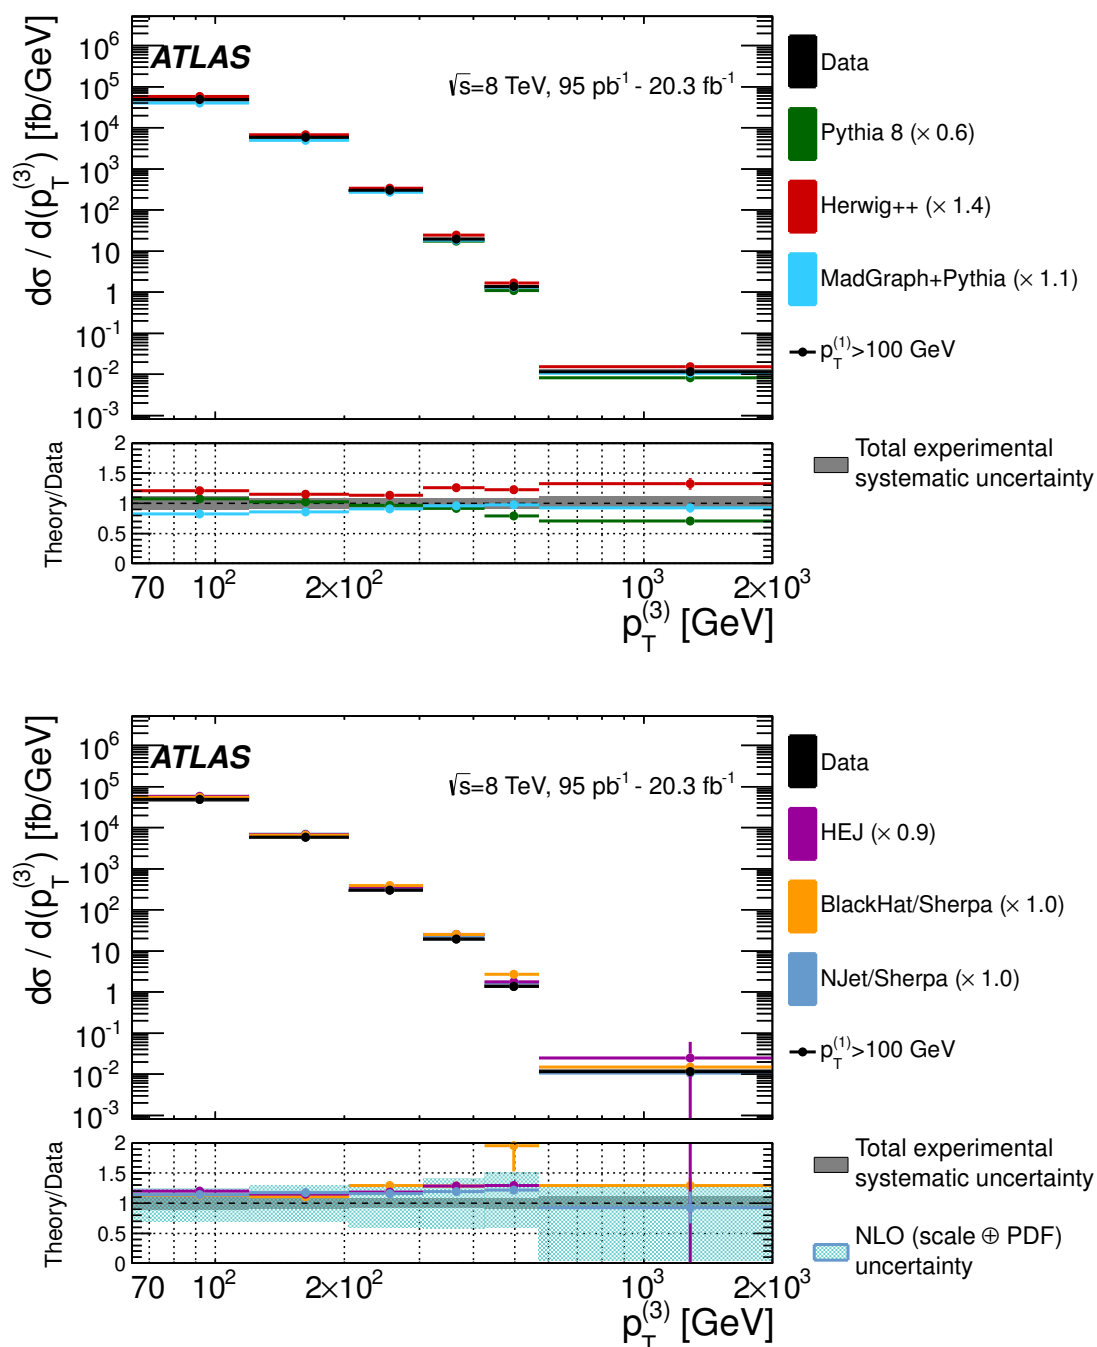 ATLAS
√s=8 TeV, 95 pb⁻¹ - 20.3 fb⁻¹
dσ / d(p_T^(3)) [fb/GeV]
10⁶
10⁵
10⁴
10³
10²
10
1
10⁻¹
10⁻²
10⁻³
Data
Pythia 8 (× 0.6)
Herwig++ (× 1.4)
MadGraph+Pythia (× 1.1)
p_T^(1)>100 GeV
Theory/Data
2
1.5
1
0.5
0
Total experimental
systematic uncertainty
70 10² 2×10² 10³ 2×10³
p_T^(3) [GeV]
ATLAS
√s=8 TeV, 95 pb⁻¹ - 20.3 fb⁻¹
dσ / d(p_T^(3)) [fb/GeV]
10⁶
10⁵
10⁴
10³
10²
10
1
10⁻¹
10⁻²
10⁻³
Data
HEJ (× 0.9)
BlackHat/Sherpa (× 1.0)
NJet/Sherpa (× 1.0)
p_T^(1)>100 GeV
Theory/Data
2
1.5
1
0.5
0
Total experimental
systematic uncertainty
NLO (scale ⊕ PDF)
uncertainty
70 10² 2×10² 10³ 2×10³
p_T^(3) [GeV]